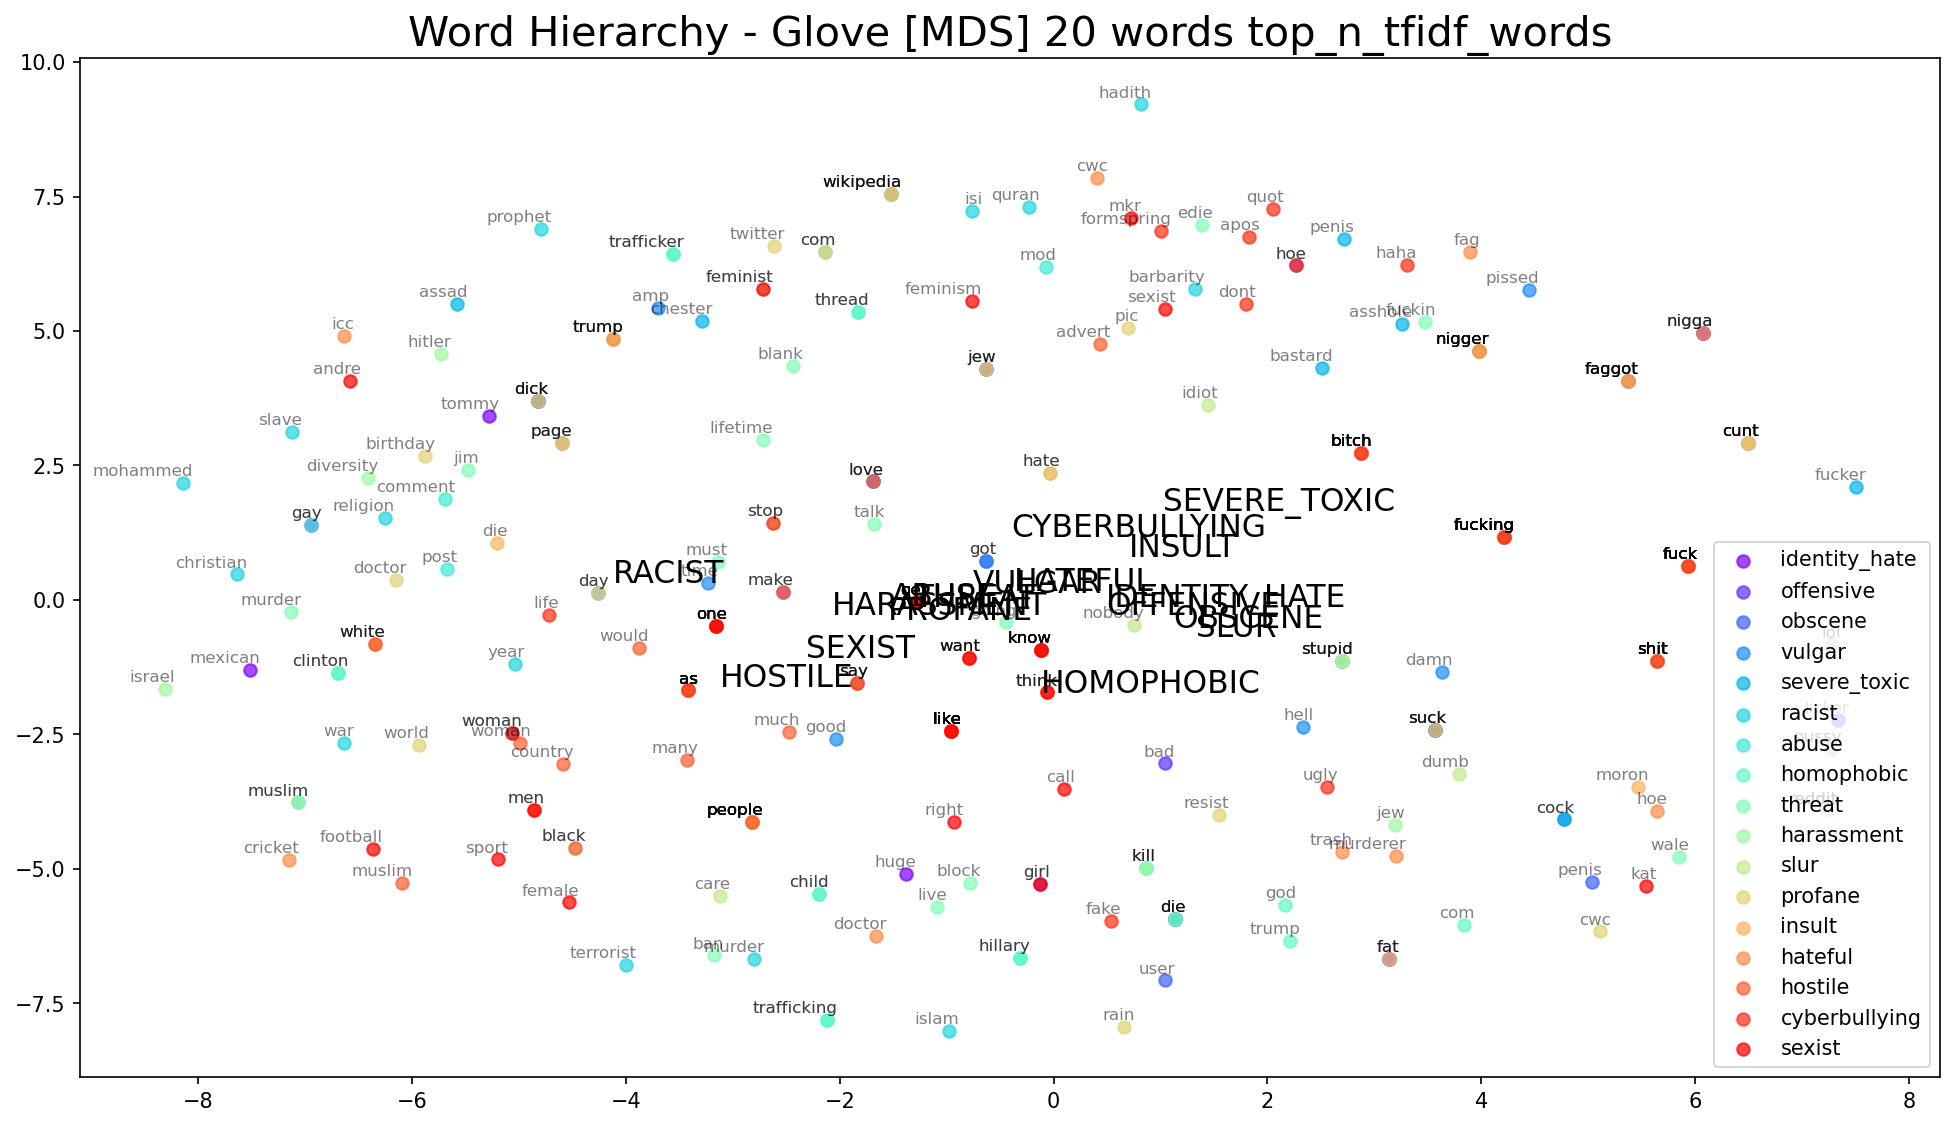 Word Hierarchy - Glove [MDS] 20 words top_n_tfidf_words
10.0
7.5
5.0
2.5
0.0
−2.5
−5.0
−7.5
hadith
cwc
wikipedia
isi
quran
mkr
quot
prophet
formspring
edie
apos
penis
trafficker
twitter
com
hoe
haha
fag
mod
feminist
feminism
barbarity
pissed
assad
amp
chester
thread
sexist
dont
asshole
fuckin
icc
trump
pic
advert
nigga
hitler
blank
jew
bastard
nigger
andre
faggot
dick
tommy
idiot
slave
page
lifetime
bitch
cunt
birthday
mohammed
diversity
jim
love
hate
fucker
comment
religion
gay
stop
talk
SEVERE_TOXIC
CYBERBULLYING
fucking
die
INSULT
christian
doctor
post
must
time
got
fuck
RACIST
day
make
VULGAR
HATEFUL
ABUSE
IDENTITY_HATE
murder
life
one
HARASSMENT
THREAT
PROFANE
OFFENSIVE
nobody
OBSCENE
SLUR
lol
white
would
want
know
stupid
shit
mexican
clinton
year
SEXIST
damn
israel
as
HOSTILE
say
think
HOMOPHOBIC
war
world
woman
woman
country
much
good
like
hell
suck
pussy
many
bad
dumb
muslim
men
people
right
call
resist
ugly
moron
hoe
reddit
cricket
football
sport
black
kill
jew
trash
murderer
cock
wale
muslim
female
care
child
huge
block
live
girl
penis
kat
doctor
fake
die
god
com
cwc
terrorist
ban
murder
hillary
trump
fat
user
trafficking
islam
rain
identity_hate
offensive
obscene
vulgar
severe_toxic
racist
abuse
homophobic
threat
harassment
slur
profane
insult
hateful
hostile
cyberbullying
sexist
−8
−6
−4
−2
0
2
4
6
8